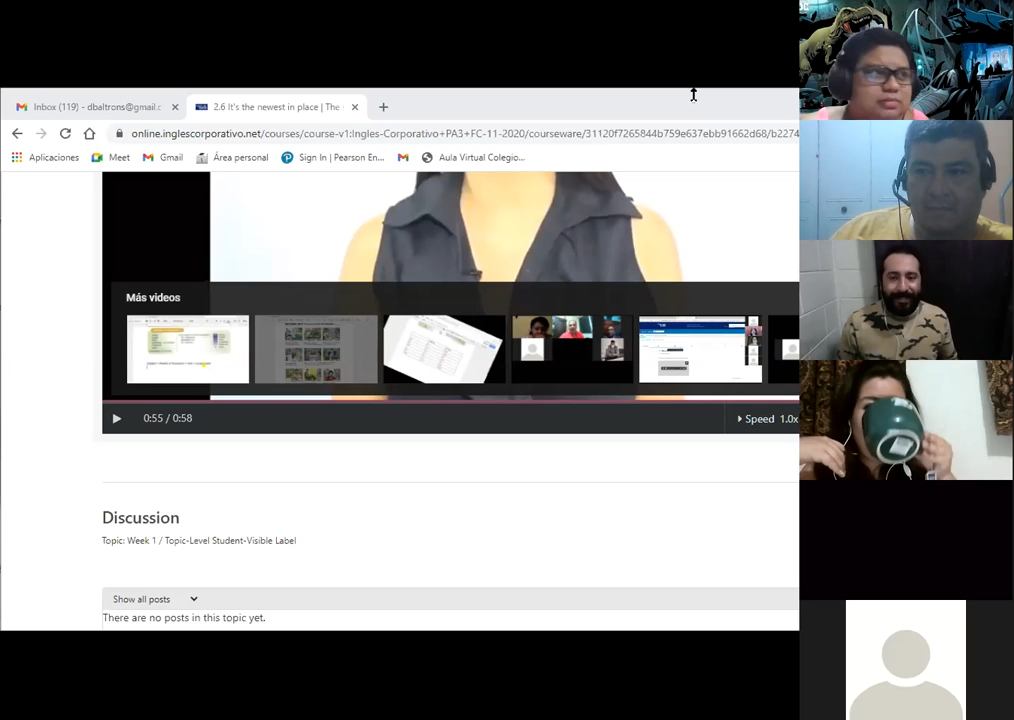 Inbox (119) - dbaltrons@gmail.c
2.6 It's the newest in place | The
online.inglescorporativo.net/courses/course-v1:Ingles-Corporativo+PA3+FC-11-2020/courseware/31120f7265844b759e637ebb91662d68/b2274
Aplicaciones Meet Gmail Área personal Sign In | Pearson En... Aula Virtual Colegio...
Más videos
0:55 / 0:58
Speed 1.0x
Discussion
Topic: Week 1 / Topic-Level Student-Visible Label
Show all posts
There are no posts in this topic yet.